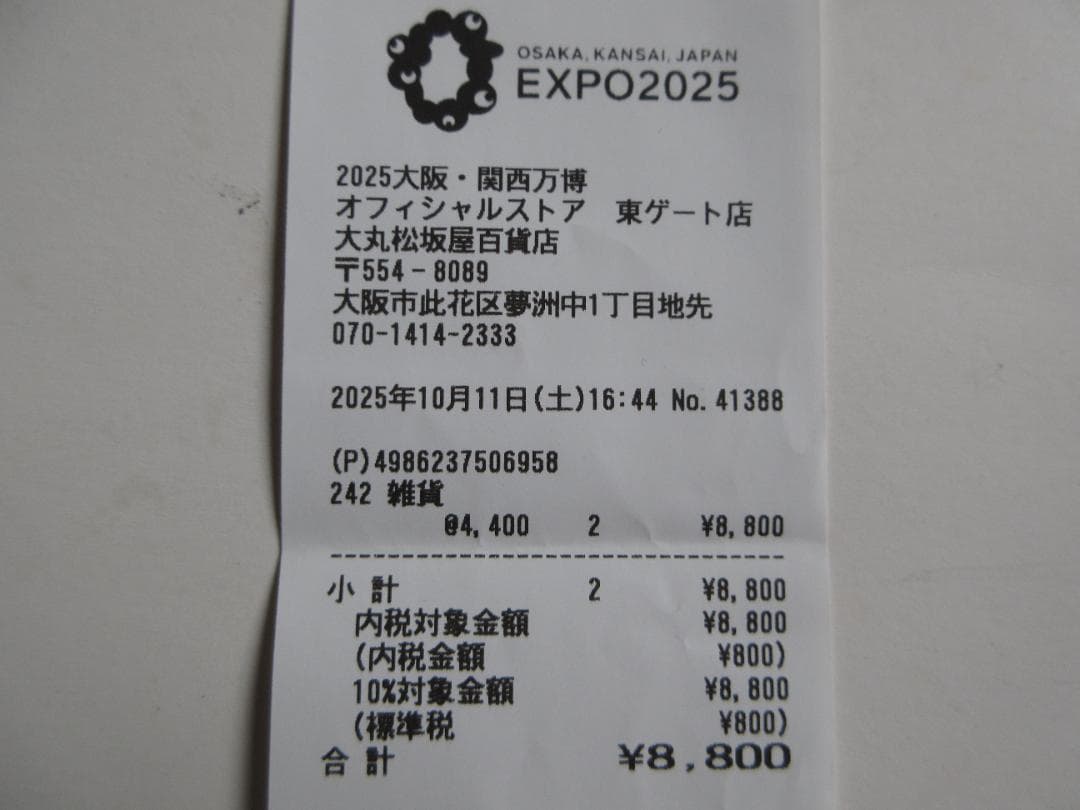 OSAKA, KANSAI, JAPAN
EXPO2025
2025大阪・関西万博
オフィシャルストア 東ゲート店
大丸松坂屋百貨店
〒554-8089
大阪市此花区夢洲中1丁目地先
070-1414-2333
2025年10月11日(土)16:44 No.41388
(P)4986237506958
242 雑貨
@4,400 2 ¥8,800
小計 2 ¥8,800
内税対象金額 ¥8,800
(内税金額 ¥800)
10%対象金額 ¥8,800
(標準税 ¥800)
合計 ¥8,800